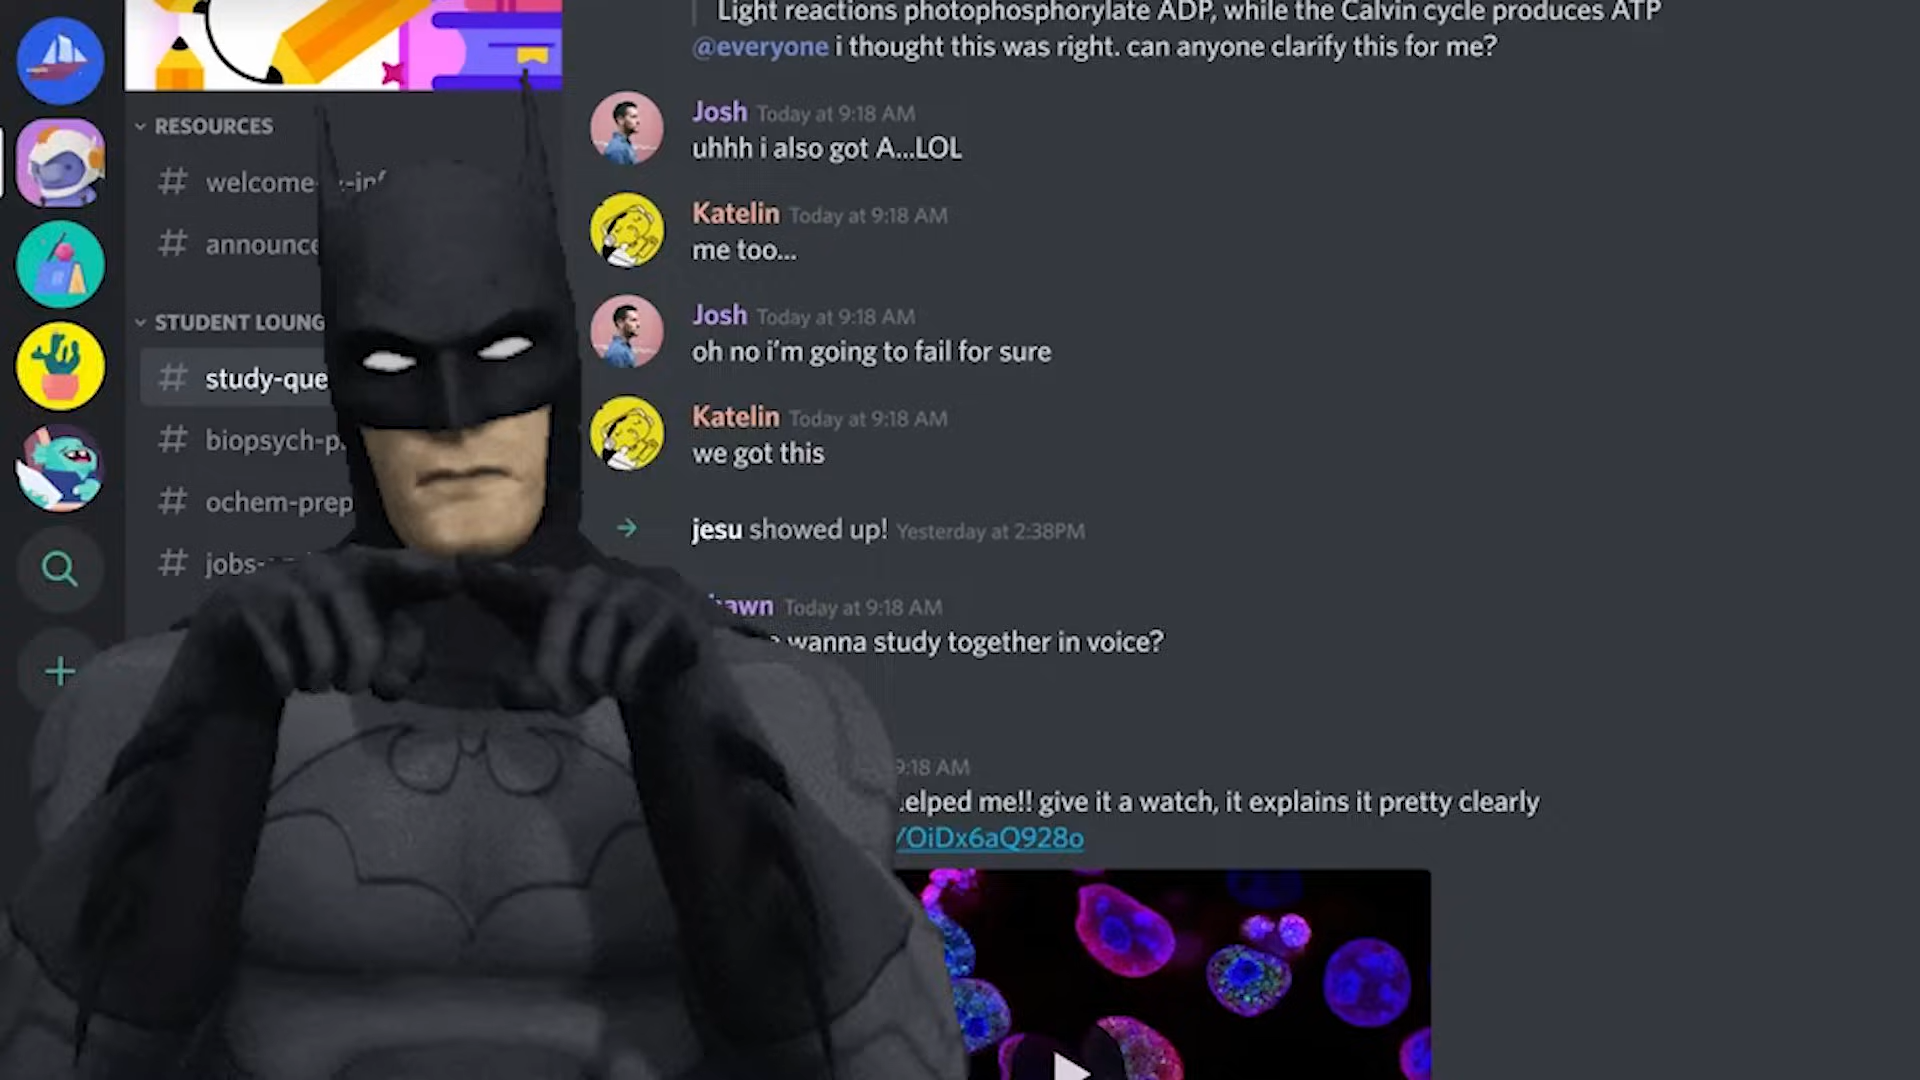 Light reactions photophosphorylate ADP, while the Calvin cycle produces ATP
@everyone i thought this was right. can anyone clarify this for me?
RESOURCES
# welcome-
# announce
STUDENT LOUNG
# study-que
# biopsych-p
# ochem-prep
# jobs-
Josh Today at 9:18 AM
uhhh i also got A...LOL
Katelin Today at 9:18 AM
me too...
Josh Today at 9:18 AM
oh no i'm going to fail for sure
Katelin Today at 9:18 AM
we got this
jesu showed up! Yesterday at 2:38PM
hawn Today at 9:18 AM
wanna study together in voice?
9:18 AM
elped me!! give it a watch, it explains it pretty clearly
/OiDx6aQ928o